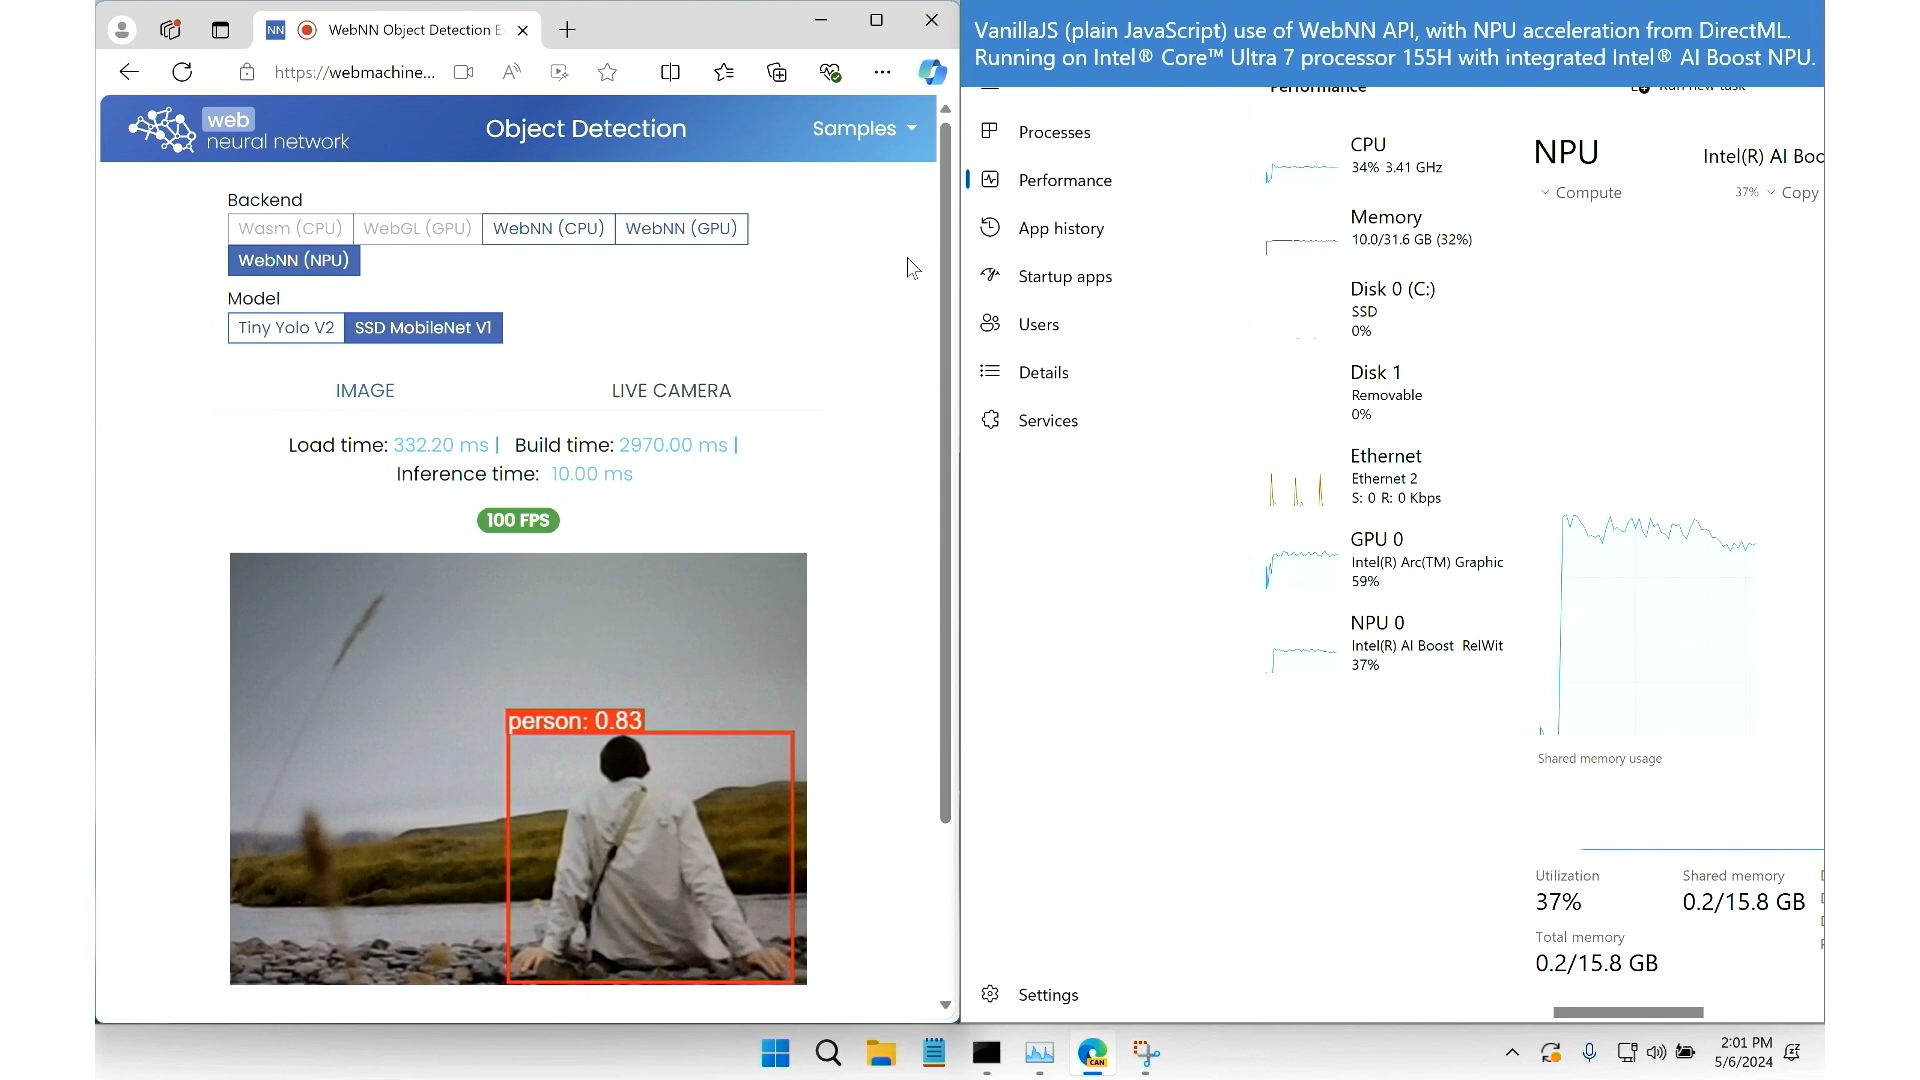 NN
WebNN Object Detection E
https://webmachine...
web
neural network
Object Detection
Samples
Backend
Wasm (CPU)
WebGL (GPU)
WebNN (CPU)
WebNN (GPU)
WebNN (NPU)
Model
Tiny Yolo V2
SSD MobileNet V1
IMAGE
LIVE CAMERA
Load time: 332.20 ms | Build time: 2970.00 ms |
Inference time: 10.00 ms
100 FPS
person: 0.83
VanillaJS (plain JavaScript) use of WebNN API, with NPU acceleration from DirectML.
Running on Intel® Core™ Ultra 7 processor 155H with integrated Intel® AI Boost NPU.
Performance
Run new task
Processes
Performance
App history
Startup apps
Users
Details
Services
Settings
CPU
34% 3.41 GHz
Memory
10.0/31.6 GB (32%)
Disk 0 (C:)
SSD
0%
Disk 1
Removable
0%
Ethernet
Ethernet 2
S: 0 R: 0 Kbps
GPU 0
Intel(R) Arc(TM) Graphic
59%
NPU 0
Intel(R) AI Boost RelWit
37%
NPU
Intel(R) AI Boo
Compute
37%
Copy
Shared memory usage
Utilization
37%
Shared memory
0.2/15.8 GB
Total memory
0.2/15.8 GB
CAN
2:01 PM
5/6/2024